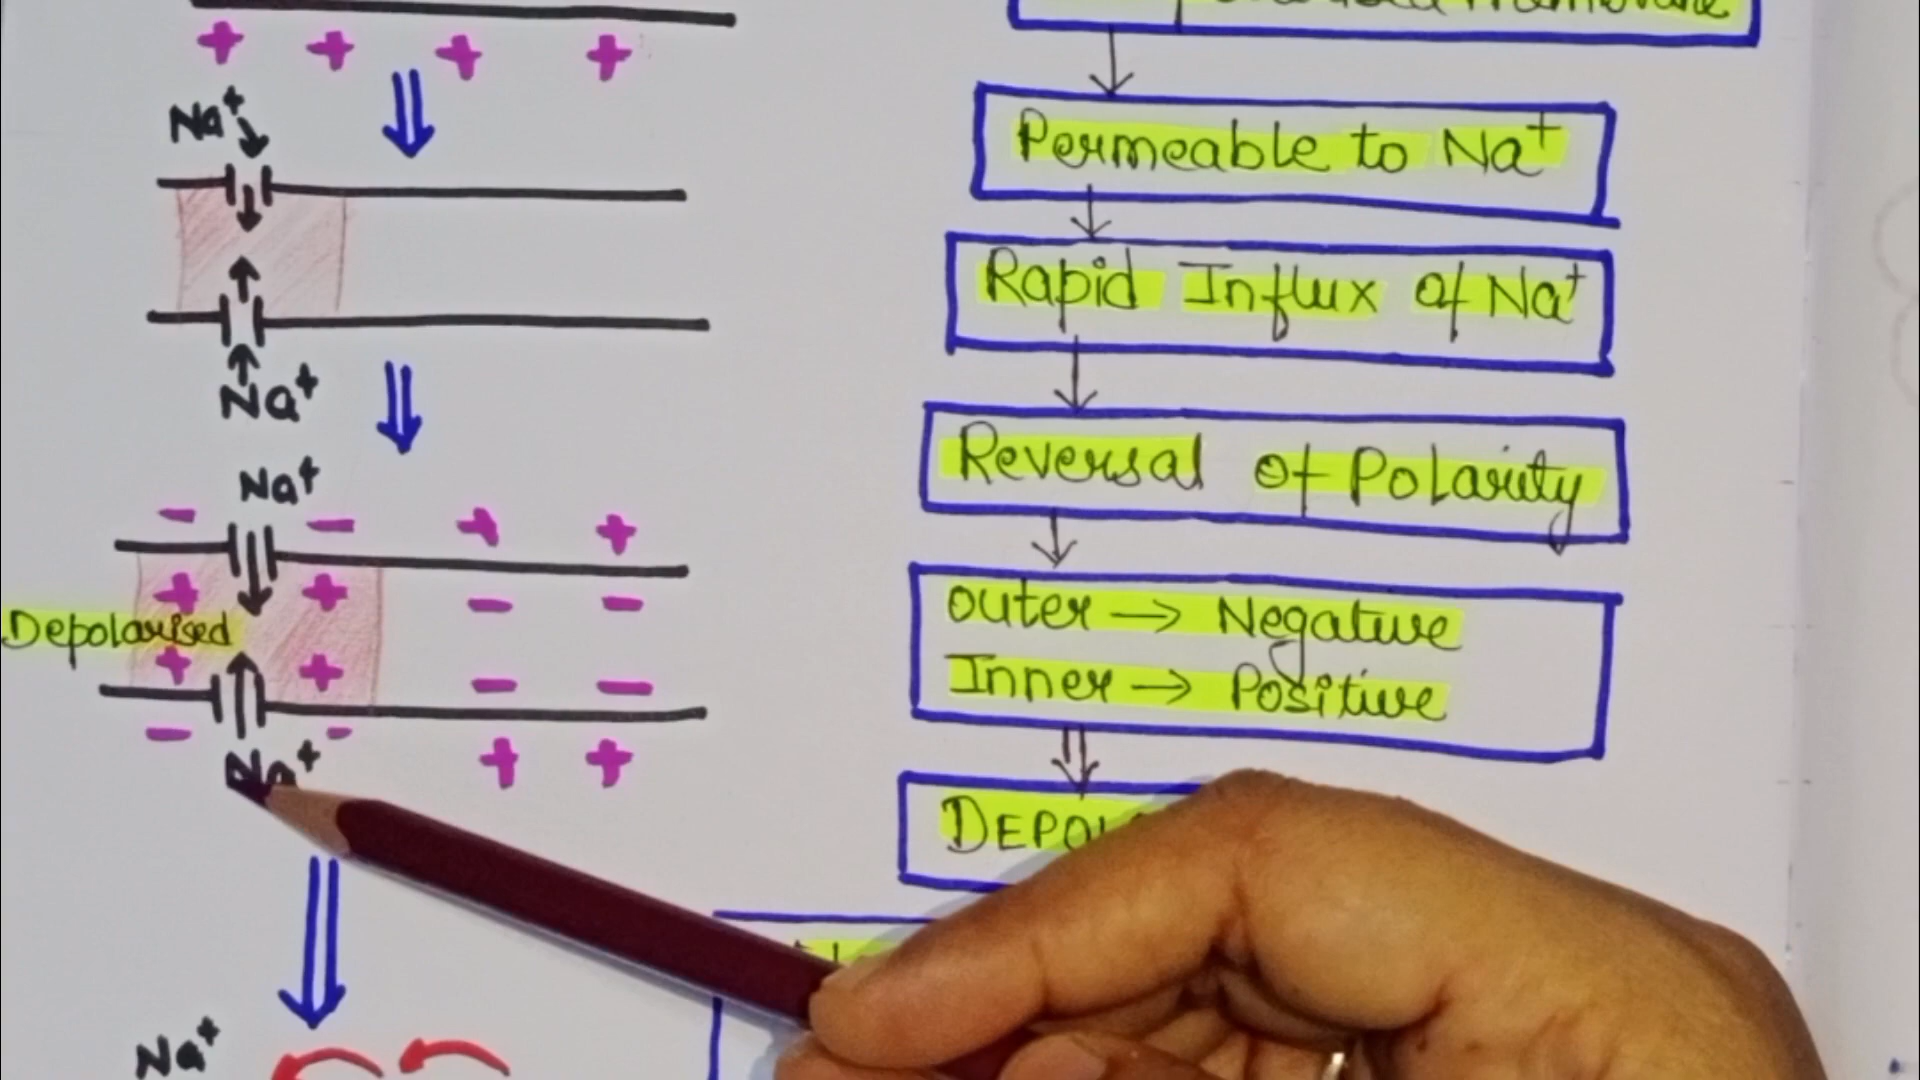 Na+
Na+
Na+
Depolarised
Na+
Na+
Permeable to Na+
Rapid Influx of Na+
Reversal of Polarity
Outer → Negative
Inner → Positive